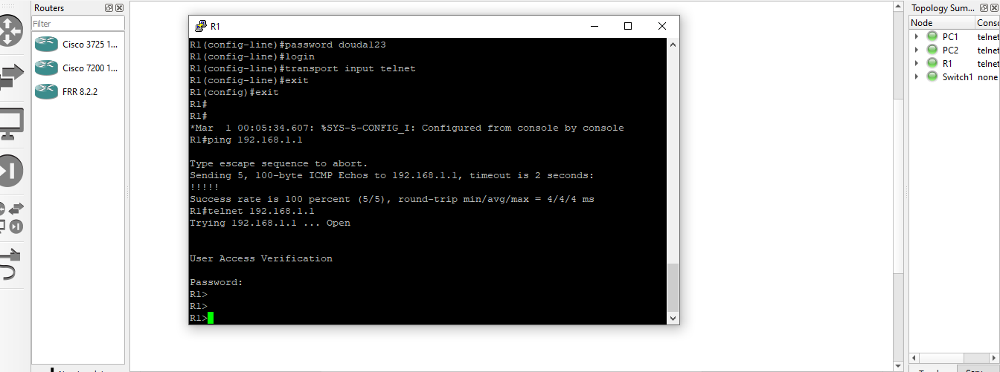 Routers
Filter
Cisco 3725 1...
Cisco 7200 1...
FRR 8.2.2
R1
R1(config-line)#password douda123
R1(config-line)#login
R1(config-line)#transport input telnet
R1(config-line)#exit
R1(config)#exit
R1#
R1#
*Mar  1 00:05:34.607: %SYS-5-CONFIG_I: Configured from console by console
R1#ping 192.168.1.1
Type escape sequence to abort.
Sending 5, 100-byte ICMP Echos to 192.168.1.1, timeout is 2 seconds:
!!!!!
Success rate is 100 percent (5/5), round-trip min/avg/max = 4/4/4 ms
R1#telnet 192.168.1.1
Trying 192.168.1.1 ... Open
User Access Verification
Password:
R1>
R1>
R1>
Topology Sum...
Node Conso
PC1 telnet
PC2 telnet
R1 telnet
Switch1 none